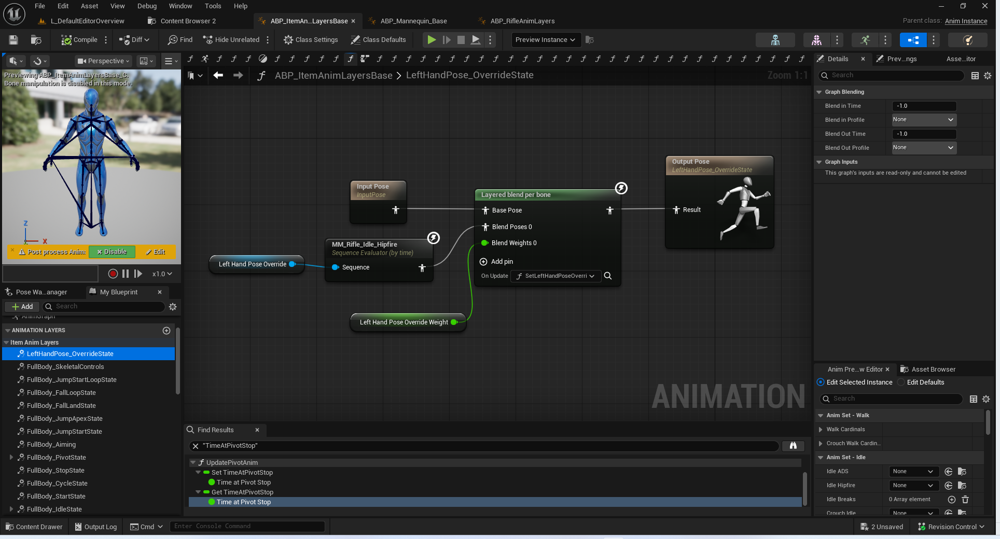 File Edit Asset View Debug Window Tools Help
L_DefaultEditorOverview Content Browser 2 ABP_ItemAn...LayersBase ABP_Mannequin_Base ABP_RifleAnimLayers Parent class: Anim Instance
Compile Diff Find Hide Unrelated Class Settings Class Defaults Preview Instance
Perspective
Previewing ABP_ItemAnimLayersBase_C.
Bone manipulation is disabled in this mode.
Z
X
Post process Anim
Disable
Edit
x1.0
ABP_ItemAnimLayersBase > LeftHandPose_OverrideState
Zoom 1:1
Input Pose
InputPose
MM_Rifle_Idle_Hipfire
Sequence Evaluator (by time)
Sequence
Left Hand Pose Override
Layered blend per bone
Base Pose
Blend Poses 0
Blend Weights 0
Add pin
On Update SetLeftHandPoseOverri
Left Hand Pose Override Weight
Output Pose
LeftHandPose_OverrideState
Result
ANIMATION
Pose Wa...anager My Blueprint
Add Search
AnimGraph
ANIMATION LAYERS
Item Anim Layers
LeftHandPose_OverrideState
FullBody_SkeletalControls
FullBody_JumpStartLoopState
FullBody_FallLoopState
FullBody_FallLandState
FullBody_JumpApexState
FullBody_JumpStartState
FullBody_Aiming
FullBody_PivotState
FullBody_StopState
FullBody_CycleState
FullBody_StartState
FullBody_IdleState
Find Results
"TimeAtPivotStop"
UpdatePivotAnim
Set TimeAtPivotStop
Time at Pivot Stop
Get TimeAtPivotStop
Time at Pivot Stop
Details Prev...ngs Asse...itor
Search
Graph Blending
Blend in Time -1.0
Blend in Profile None
Blend Out Time -1.0
Blend Out Profile None
Graph Inputs
This graph's inputs are read-only and cannot be edited
Anim Pre...w Editor Asset Browser
Edit Selected Instance Edit Defaults
Search
Anim Set - Walk
Walk Cardinals
Crouch Walk Cardin...
Anim Set - Idle
Idle ADS None
Idle Hipfire None
Idle Breaks 0 Array element
Crouch Idle None
Content Drawer Output Log Cmd Enter Console Command 2 Unsaved Revision Control